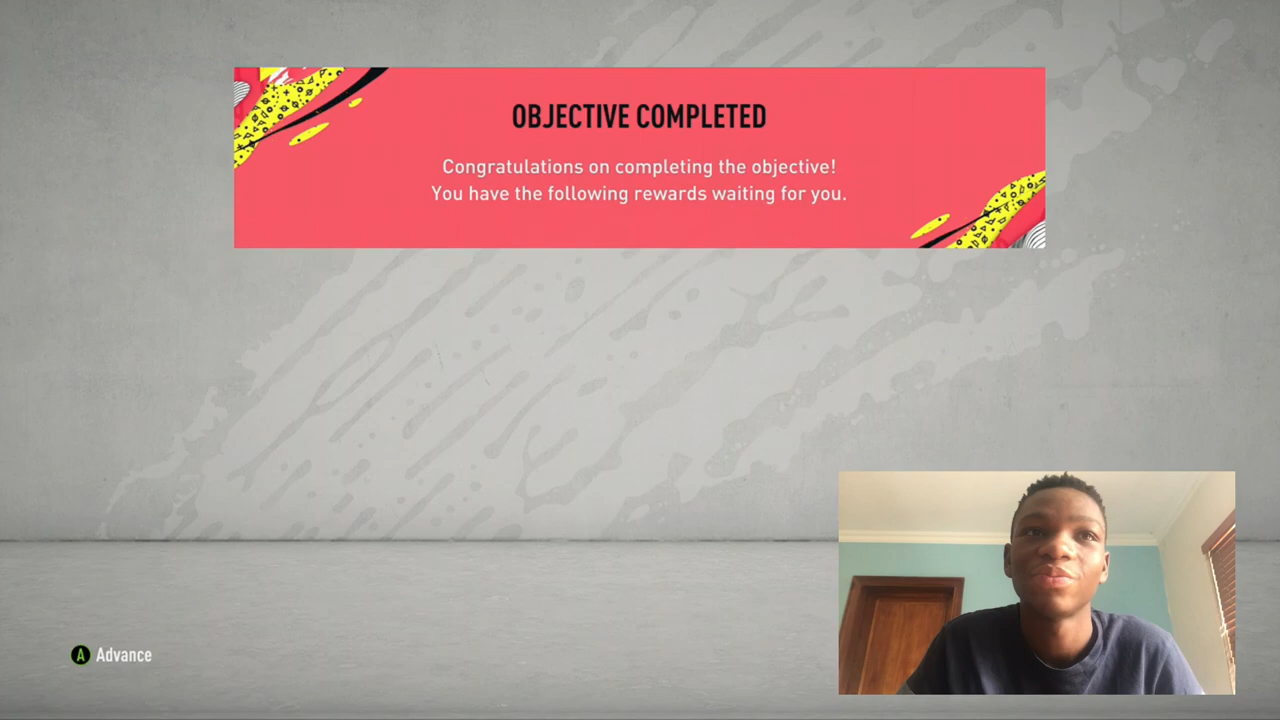 OBJECTIVE COMPLETED
Congratulations on completing the objective!
You have the following rewards waiting for you.
A Advance